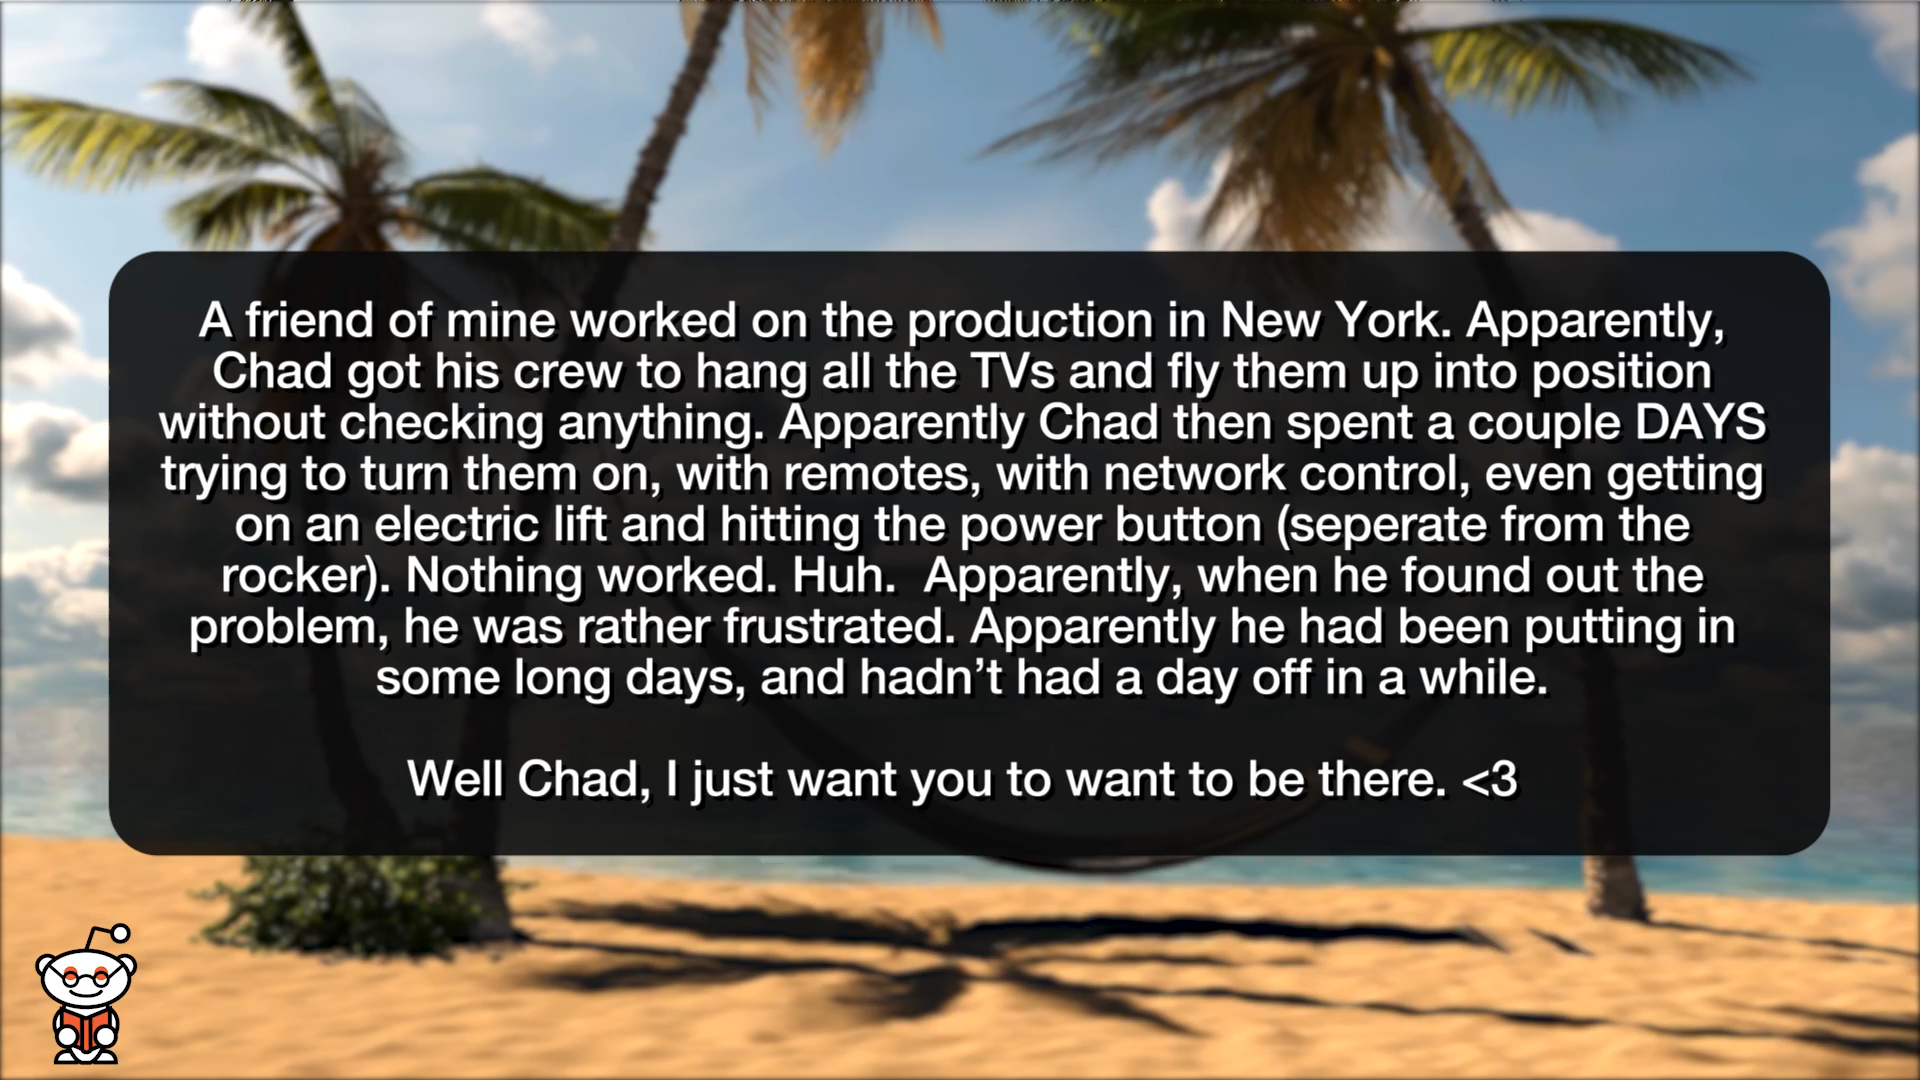 A friend of mine worked on the production in New York. Apparently,
Chad got his crew to hang all the TVs and fly them up into position
without checking anything. Apparently Chad then spent a couple DAYS
trying to turn them on, with remotes, with network control, even getting
on an electric lift and hitting the power button (seperate from the
rocker). Nothing worked. Huh.  Apparently, when he found out the
problem, he was rather frustrated. Apparently he had been putting in
some long days, and hadn’t had a day off in a while.
Well Chad, I just want you to want to be there. <3